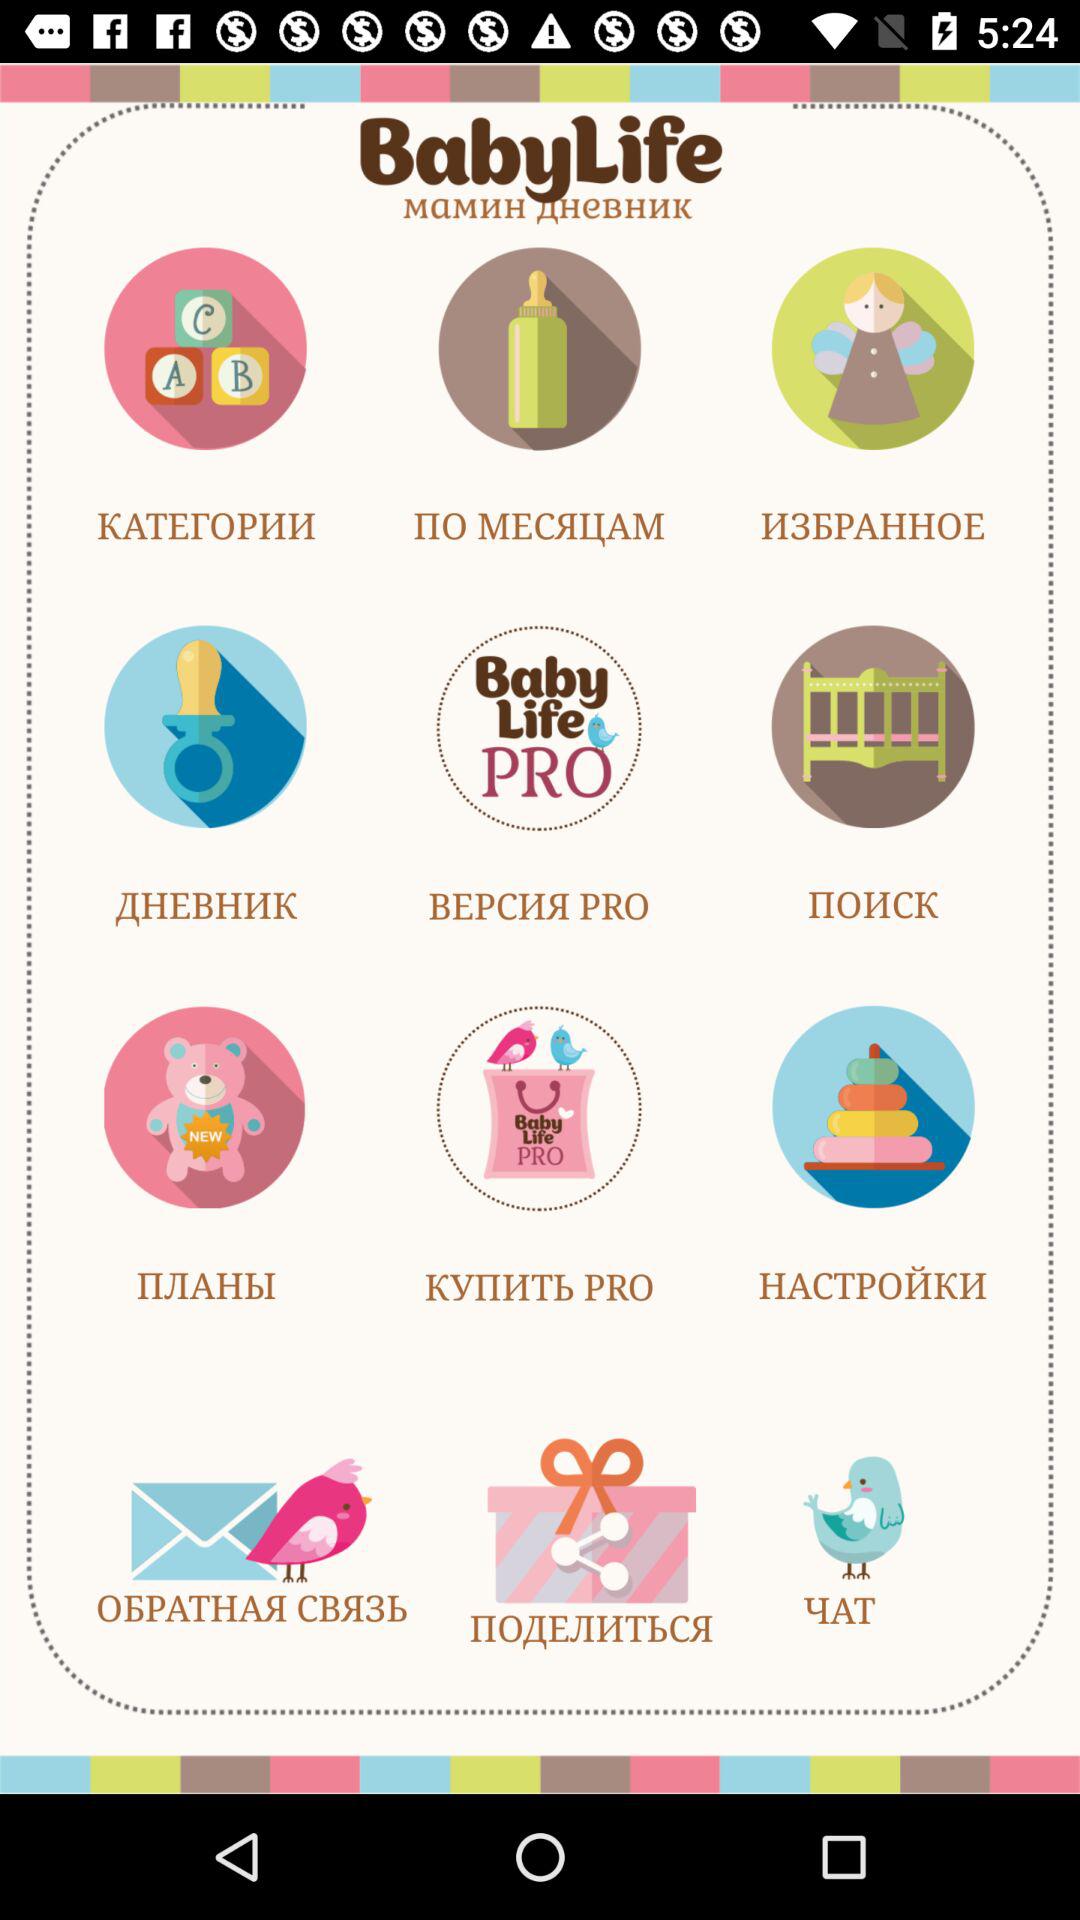 5:24
BabyLife
мамин дневник
C
A B
КАТЕГОРИИ ПО МЕСЯЦАМ ИЗБРАННОЕ
Baby
Life
PRO
ДНЕВНИК ВЕРСИЯ PRO ПОИСК
NEW
Baby
Life
PRO
ПЛАНЫ КУПИТЬ PRO НАСТРОЙКИ
ОБРАТНАЯ СВЯЗЬ ПОДЕЛИТЬСЯ ЧАТ